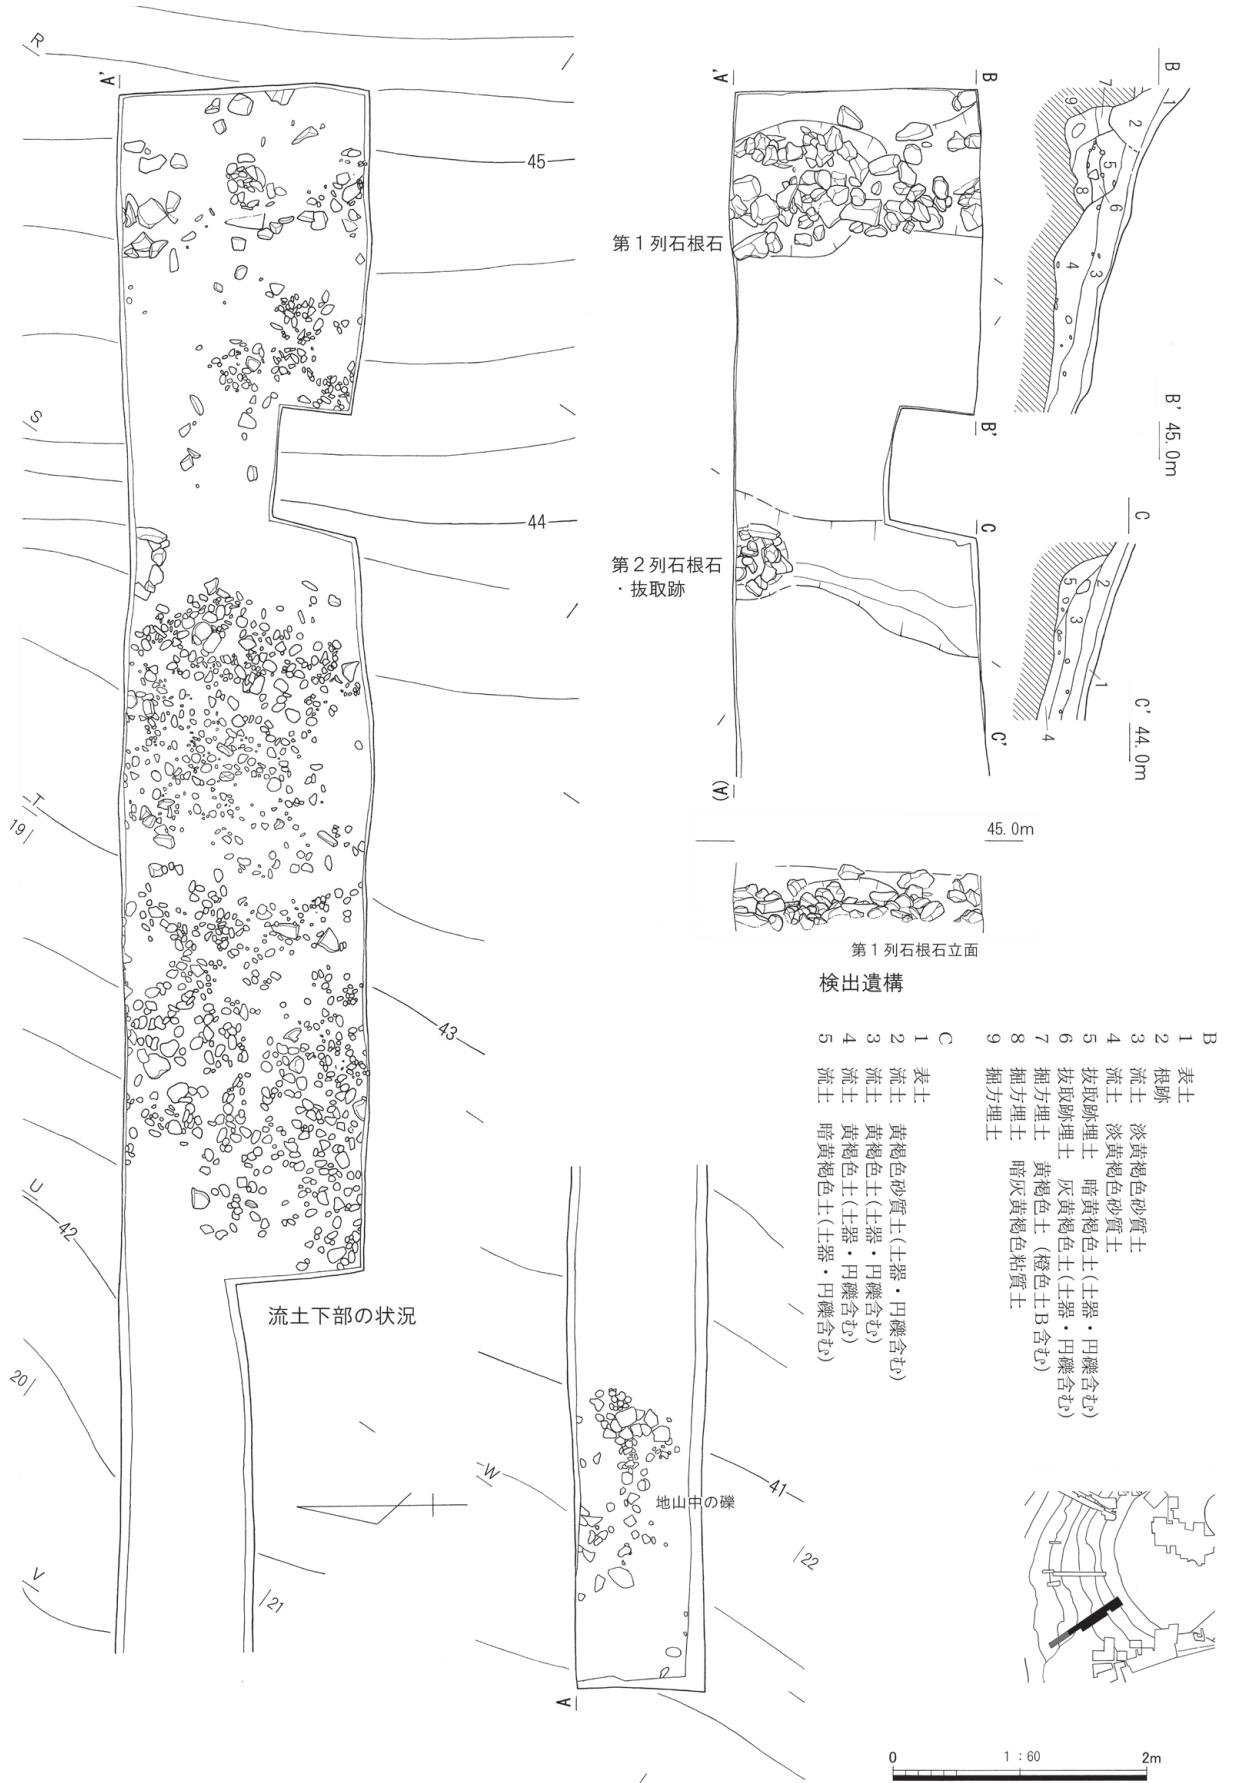 R
A'
45
S
44
T
19
43
U
42
20
V
21
流土下部の状況
A'
B
第1列石根石
B'
C
第2列石根石
・抜取跡
C'
(A)
B
1
2
7
9
5
8
6
4
3
B' 45.0m
C
2
5
3
1
4
C' 44.0m
45.0m
第1列石根石立面
検出遺構
B
1 表土
2 根跡
3 流土 淡黄褐色砂質土
4 流土 淡黄褐色砂質土
5 抜取跡埋土 暗黄褐色土(土器・円礫含む)
6 抜取跡埋土 灰黄褐色土(土器・円礫含む)
7 掘方埋土 黄褐色土(橙色土B含む)
8 掘方埋土 暗灰黄褐色粘質土
9 掘方埋土
C
1 表土
2 流土 黄褐色砂質土(土器・円礫含む)
3 流土 黄褐色土(土器・円礫含む)
4 流土 黄褐色土(土器・円礫含む)
5 流土 暗黄褐色土(土器・円礫含む)
W
地山中の礫
41
22
A
0 1:60 2m